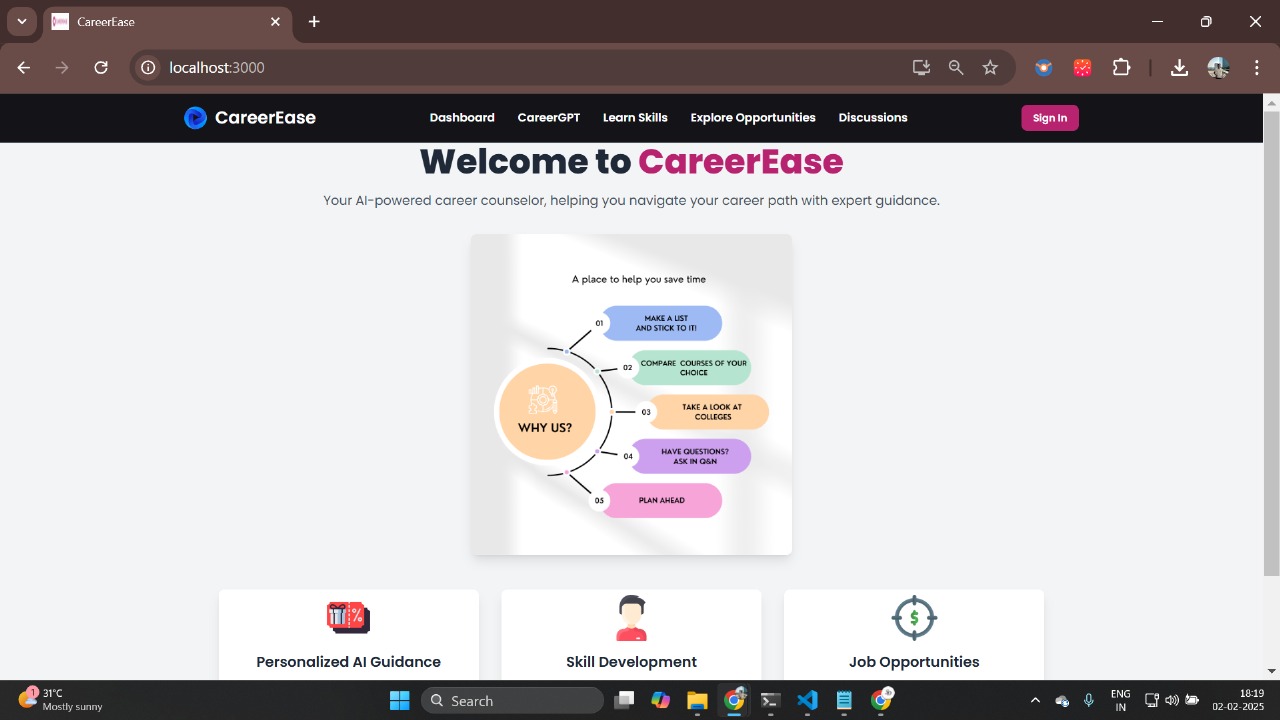 CareerEase
localhost:3000
CareerEase
Dashboard
CareerGPT
Learn Skills
Explore Opportunities
Discussions
Sign In
Welcome to CareerEase
Your AI-powered career counselor, helping you navigate your career path with expert guidance.
A place to help you save time
WHY US?
01
MAKE A LIST
AND STICK TO IT!
02
COMPARE COURSES OF YOUR
CHOICE
03
TAKE A LOOK AT
COLLEGES
04
HAVE QUESTIONS?
ASK IN Q&N
05
PLAN AHEAD
%
$
Personalized AI Guidance
Skill Development
Job Opportunities
1
31°C
Mostly sunny
Search
ENG
IN
18:19
02-02-2025